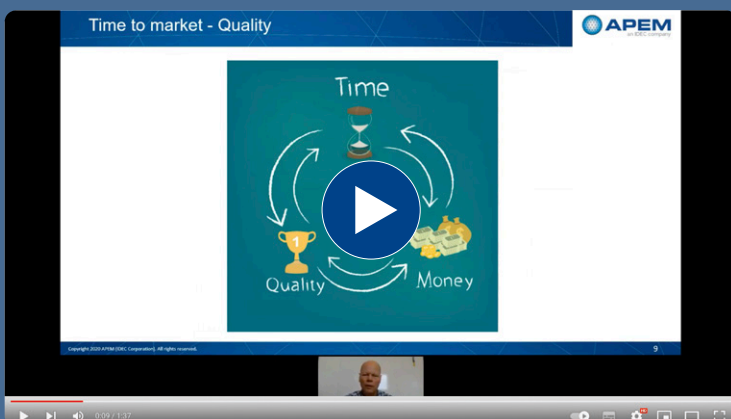 Time to market - Quality
APEM
an IDEC company
Time
1
Quality
Money
Copyright 2020 APEM (IDEC Corporation). All rights reserved.
9
0:09 / 1:37